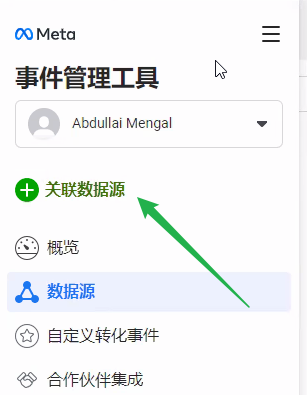 Meta
事件管理工具
Abdullai Mengal
关联数据源
概览
数据源
自定义转化事件
合作伙伴集成